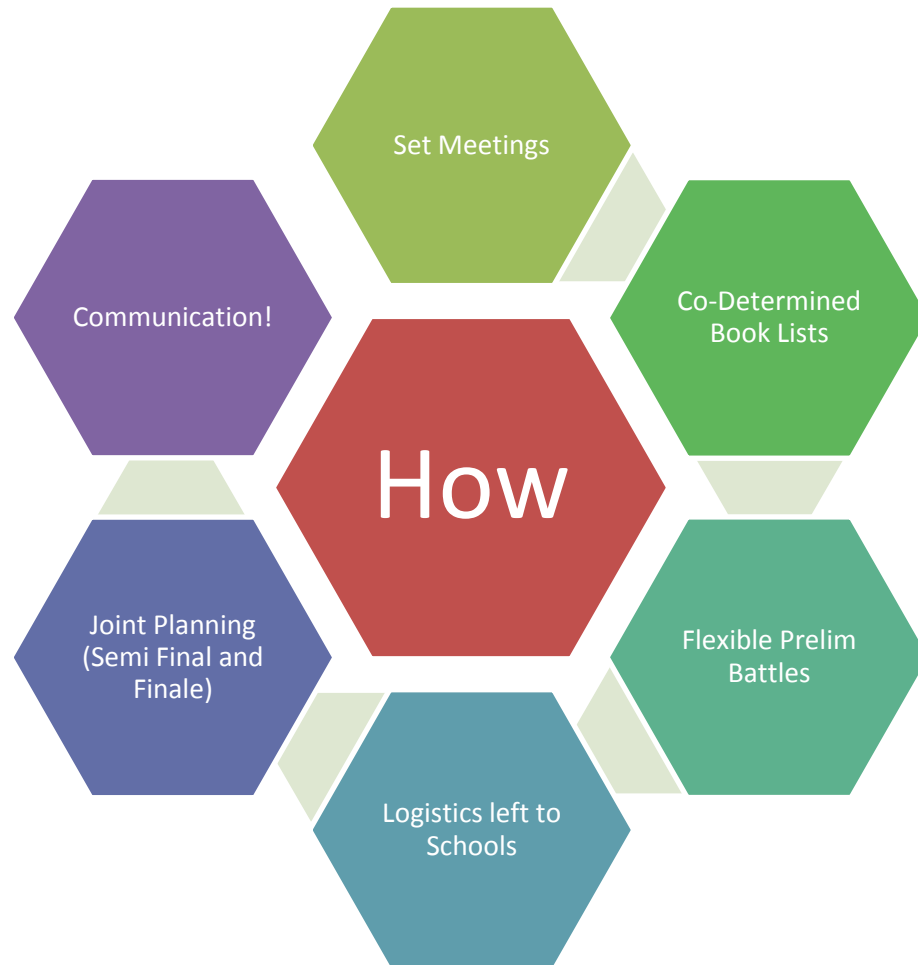 Set Meetings
Communication!
Co-Determined
Book Lists
How
Joint Planning
(Semi Final and
Finale)
Flexible Prelim
Battles
Logistics left to
Schools